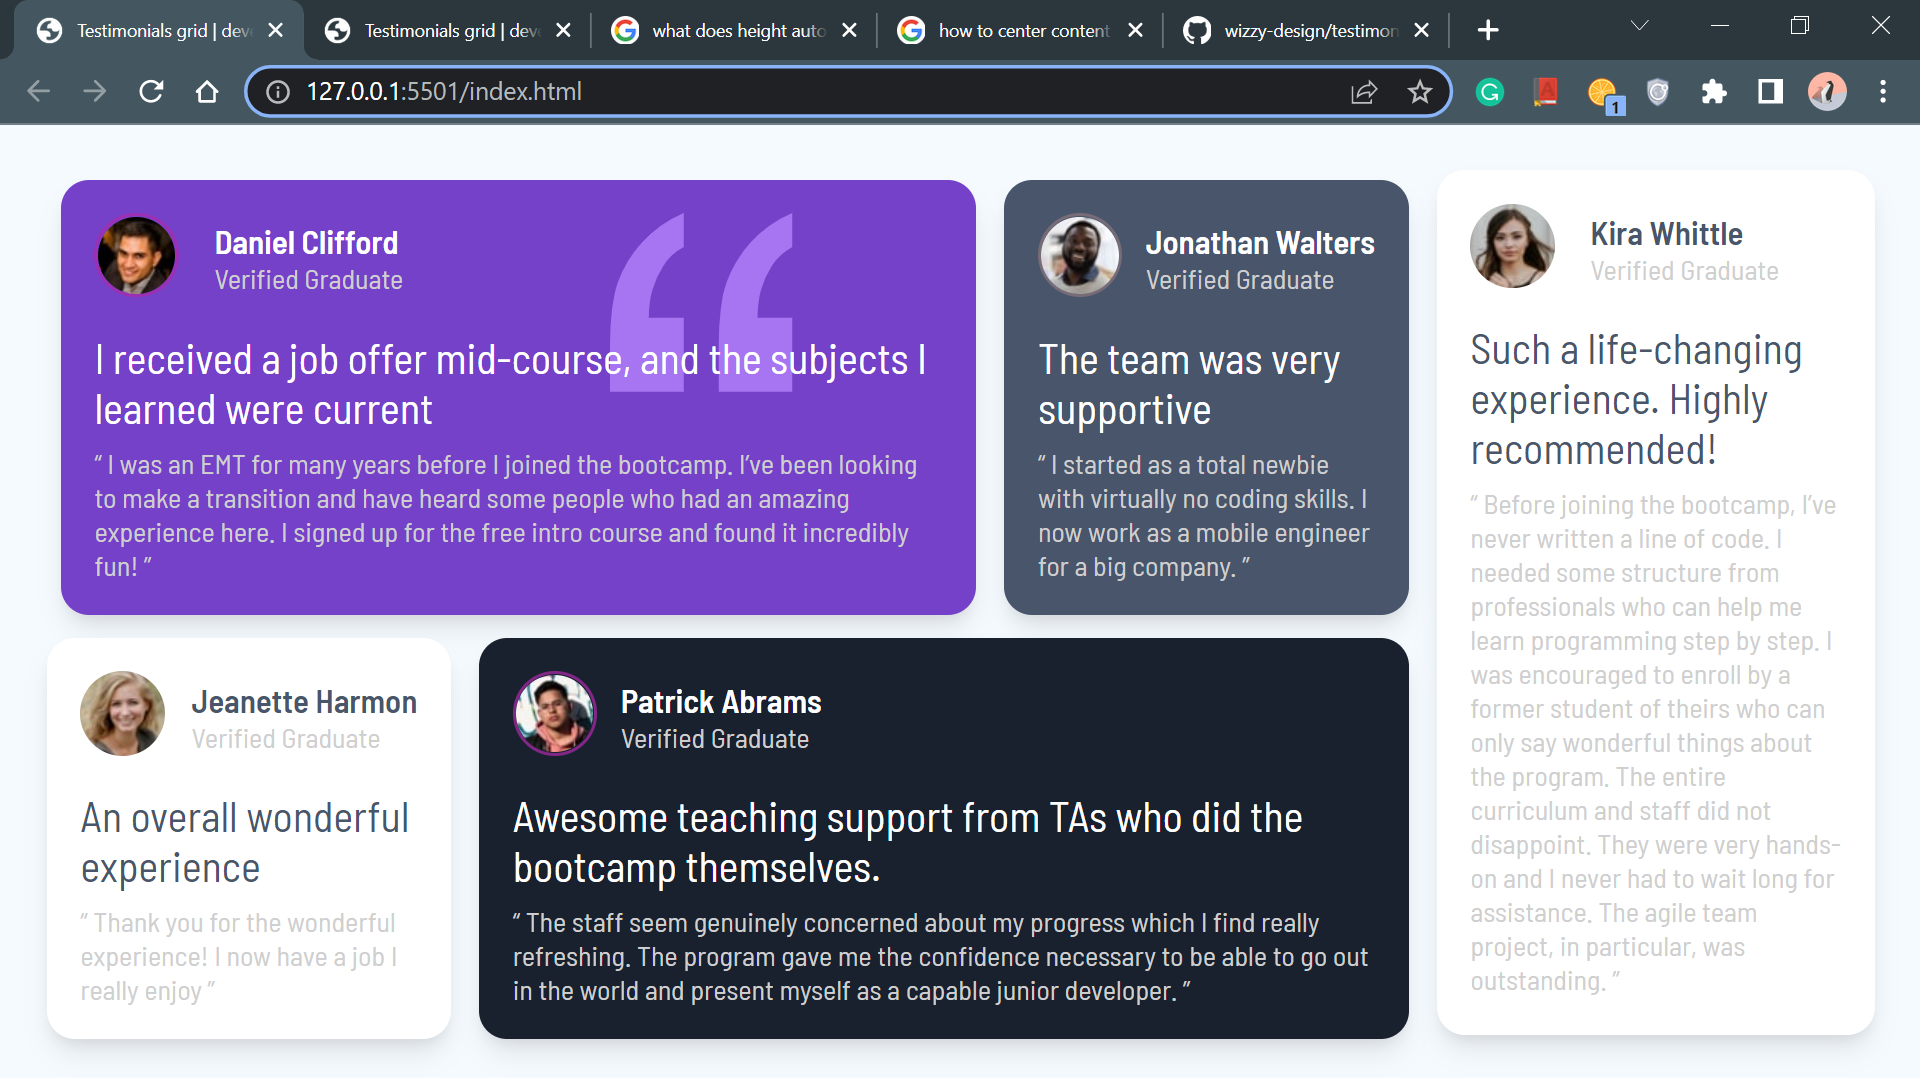 Testimonials grid | deve
Testimonials grid | deve
what does height auto
how to center content
wizzy-design/testimon
127.0.0.1:5501/index.html
1
Daniel Clifford
Verified Graduate
I received a job offer mid-course, and the subjects I
learned were current
“ I was an EMT for many years before I joined the bootcamp. I’ve been looking
to make a transition and have heard some people who had an amazing
experience here. I signed up for the free intro course and found it incredibly
fun! ”
Jonathan Walters
Verified Graduate
The team was very
supportive
“ I started as a total newbie
with virtually no coding skills. I
now work as a mobile engineer
for a big company. ”
Kira Whittle
Verified Graduate
Such a life-changing
experience. Highly
recommended!
“ Before joining the bootcamp, I’ve
never written a line of code. I
needed some structure from
professionals who can help me
learn programming step by step. I
was encouraged to enroll by a
former student of theirs who can
only say wonderful things about
the program. The entire
curriculum and staff did not
disappoint. They were very hands-
on and I never had to wait long for
assistance. The agile team
project, in particular, was
outstanding. ”
Jeanette Harmon
Verified Graduate
An overall wonderful
experience
“ Thank you for the wonderful
experience! I now have a job I
really enjoy ”
Patrick Abrams
Verified Graduate
Awesome teaching support from TAs who did the
bootcamp themselves.
“ The staff seem genuinely concerned about my progress which I find really
refreshing. The program gave me the confidence necessary to be able to go out
in the world and present myself as a capable junior developer. ”